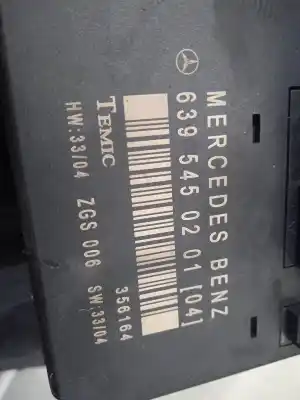 MERCEDES BENZ
639 545 02 01 [04]
TEMIC
356164
HW:33/04 ZGS 006 SW:33/04